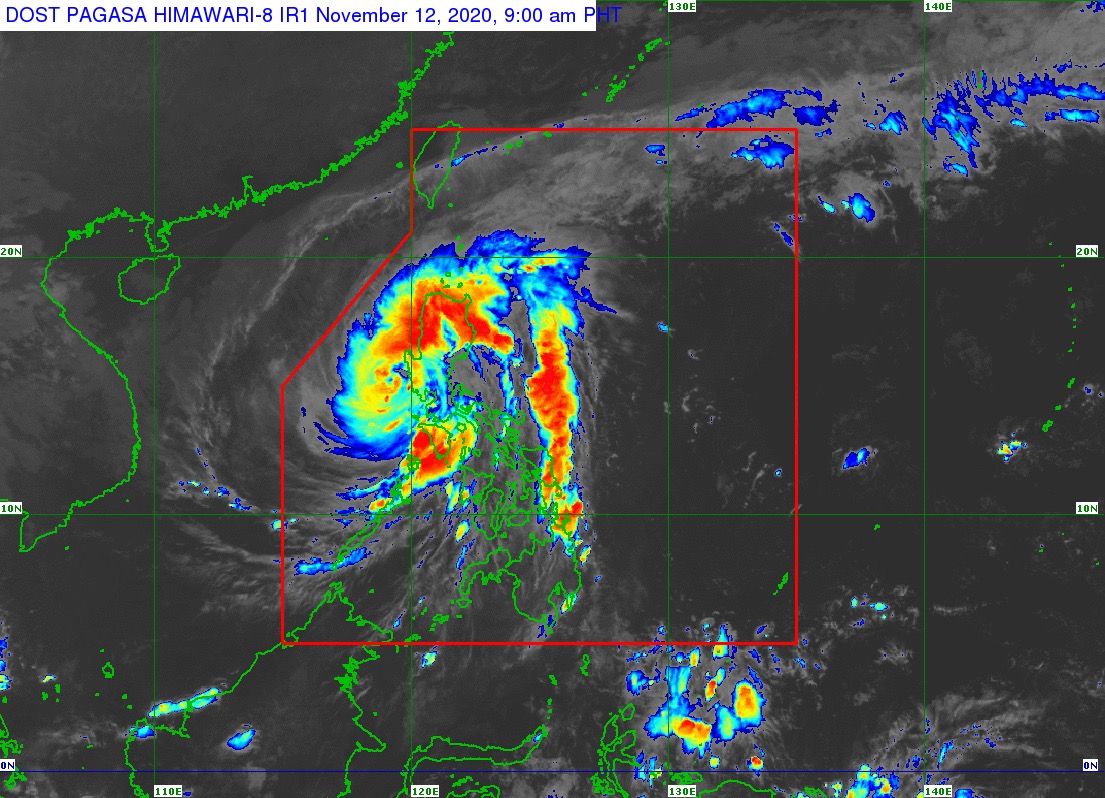 DOST PAGASA HIMAWARI-8 IR1 November 12, 2020, 9:00 am PHT
130E 140E
20N 20N
10N 10N
0N 0N
110E 120E 130E 140E